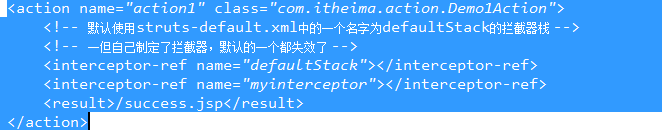 <action name="action1" class="com.itheima.action.Demo1Action">
<!-- 默认使用struts-default.xml中的一个名字为defaultStack的拦截器栈 -->
<!-- 一但自己制定了拦截器，默认的一个都失效了 -->
<interceptor-ref name="defaultStack"></interceptor-ref>
<interceptor-ref name="myinterceptor"></interceptor-ref>
<result>/success.jsp</result>
</action>